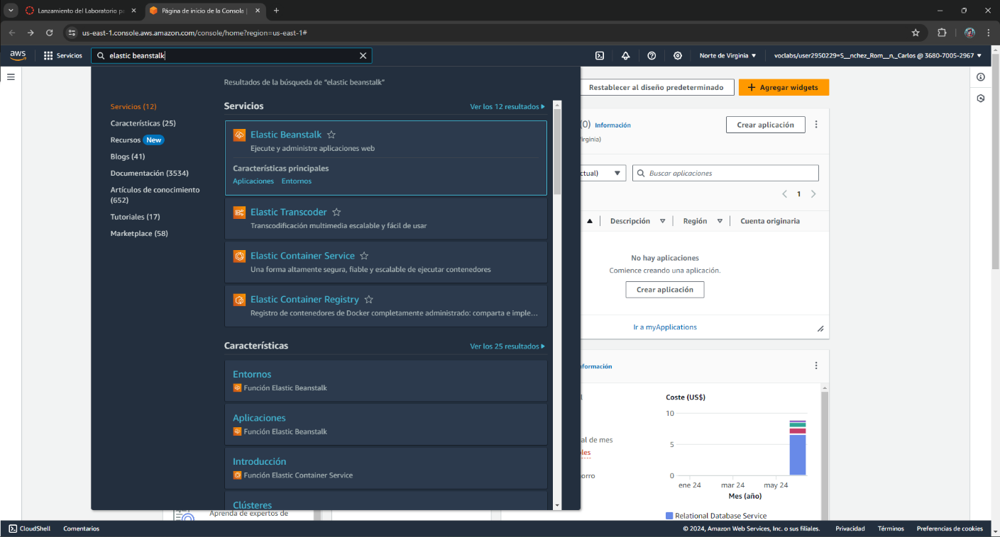 Lanzamiento del Laboratorio pa
Página de inicio de la Consola |
us-east-1.console.aws.amazon.com/console/home?region=us-east-1#
aws
Servicios
elastic beanstalk
Norte de Virginia
voclabs/user2950229=S__nchez_Rom__n,_Carlos @ 3680-7005-2967
Resultados de la búsqueda de "elastic beanstalk"
Servicios (12)
Características (25)
Recursos New
Blogs (41)
Documentación (3534)
Artículos de conocimiento
(652)
Tutoriales (17)
Marketplace (58)
Servicios
Ver los 12 resultados
Elastic Beanstalk
Ejecute y administre aplicaciones web
Características principales
Aplicaciones Entornos
Elastic Transcoder
Transcodificación multimedia escalable y fácil de usar
Elastic Container Service
Una forma altamente segura, fiable y escalable de ejecutar contenedores
Elastic Container Registry
Registro de contenedores de Docker completamente administrado: comparta e imple...
Características
Ver los 25 resultados
Entornos
Función Elastic Beanstalk
Aplicaciones
Función Elastic Beanstalk
Introducción
Función Elastic Container Service
Clústeres
Aprenda de expertos de
Restablecer al diseño predeterminado
+ Agregar widgets
(0) Información
Crear aplicación
Virginia)
ctual)
Buscar aplicaciones
1
Descripción
Región
Cuenta originaria
No hay aplicaciones
Comience creando una aplicación.
Crear aplicación
Ir a myApplications
nformación
al de mes
les
orro
Coste (US$)
10
5
0
ene 24 mar 24 may 24
Mes (año)
Relational Database Service
CloudShell
Comentarios
© 2024, Amazon Web Services, Inc. o sus filiales.
Privacidad
Términos
Preferencias de cookies